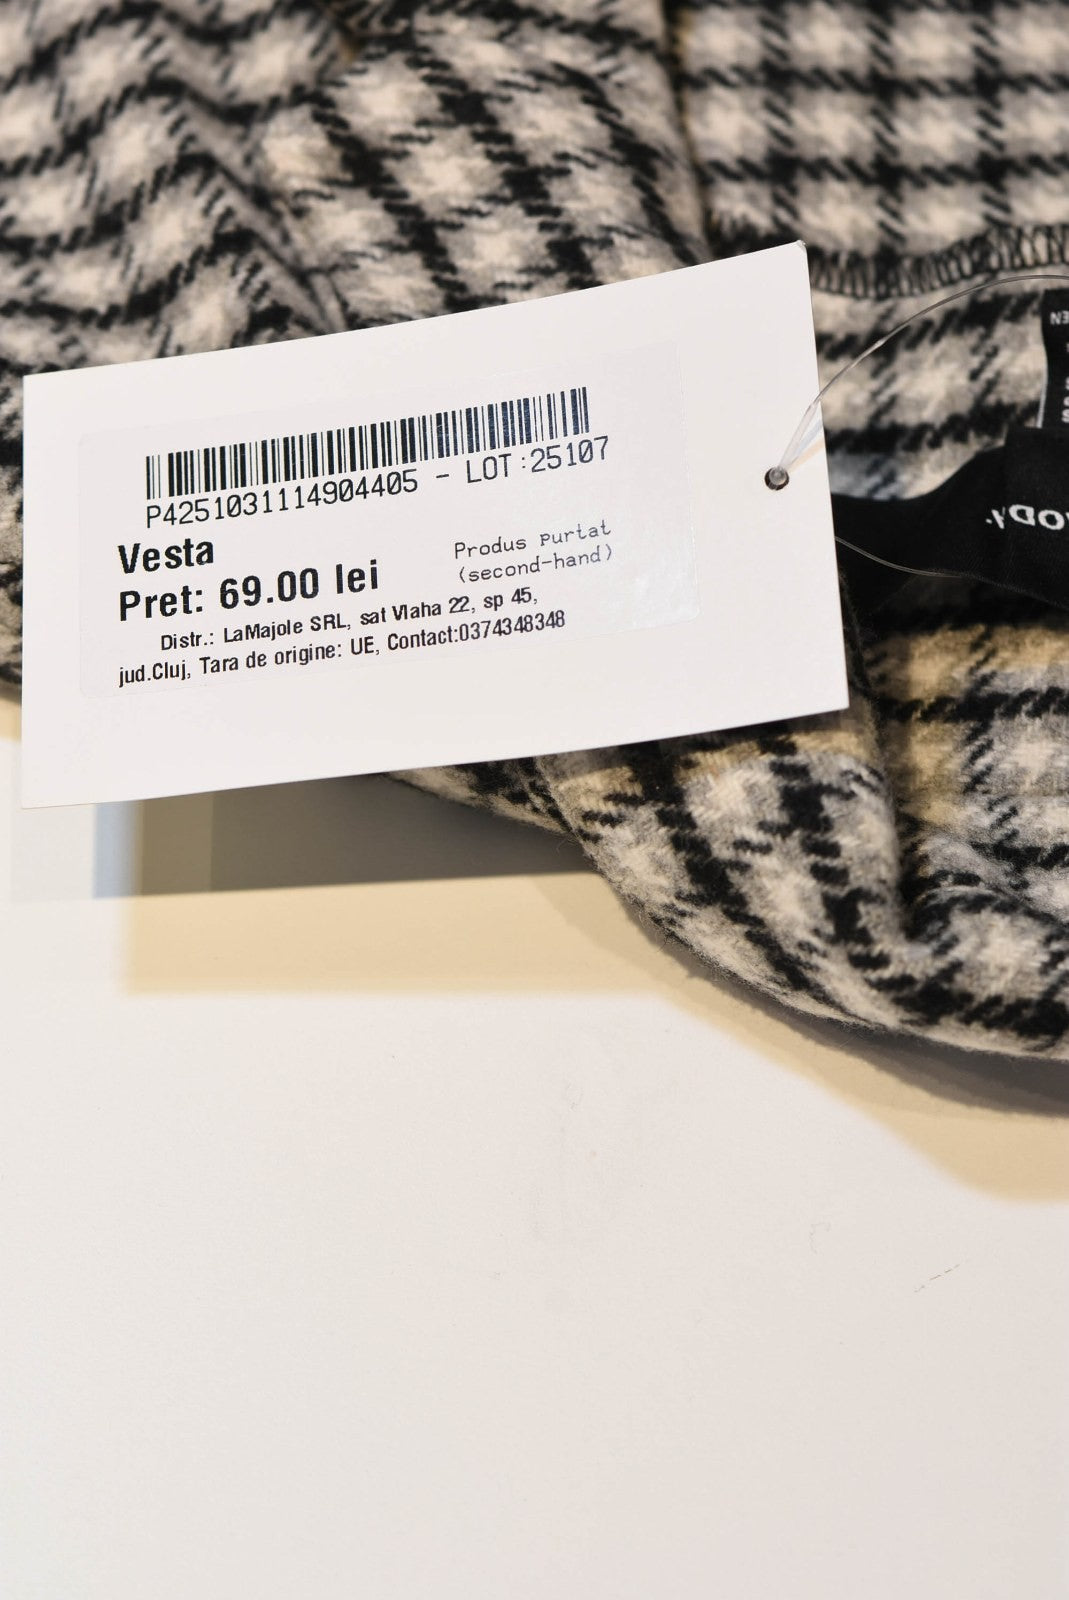 P4251031114904405 - LOT:25107
Vesta
Produs purtat
(second-hand)
Pret: 69.00 lei
Distr.: LaMajole SRL, sat Vlaha 22, sp 45,
jud.Cluj, Tara de origine: UE, Contact:0374348348